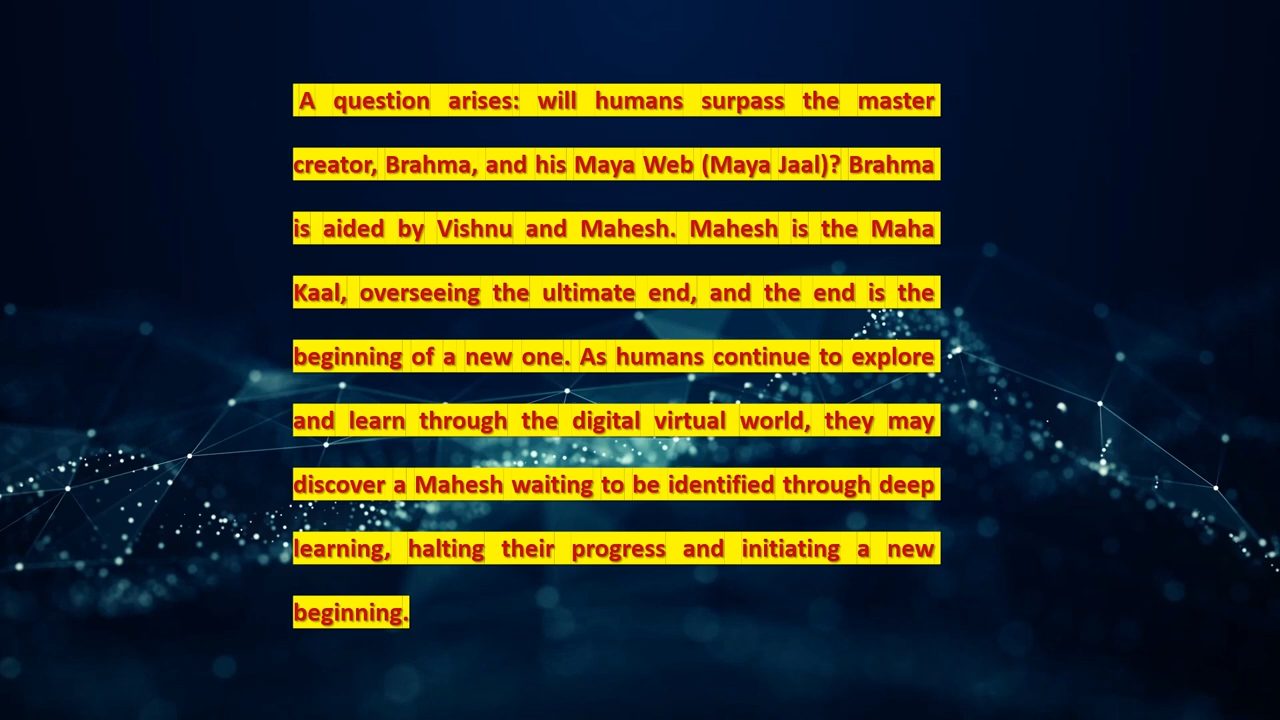 A question arises: will humans surpass the master
creator, Brahma, and his Maya Web (Maya Jaal)? Brahma
is aided by Vishnu and Mahesh. Mahesh is the Maha
Kaal, overseeing the ultimate end, and the end is the
beginning of a new one. As humans continue to explore
and learn through the digital virtual world, they may
discover a Mahesh waiting to be identified through deep
learning, halting their progress and initiating a new
beginning.